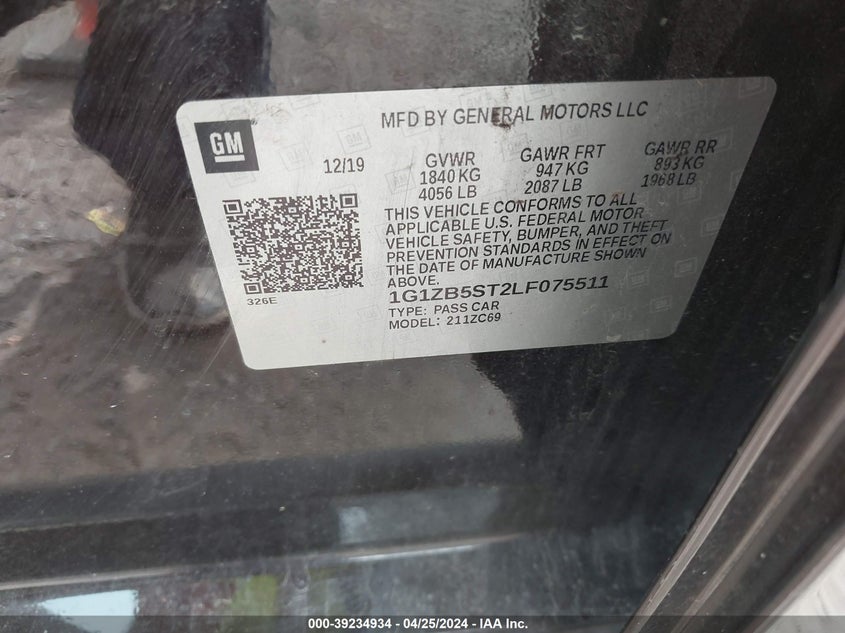 MFD BY GENERAL MOTORS LLC
GM
12/19
GVWR
1840 KG
4056 LB
GAWR FRT
947 KG
2087 LB
GAWR RR
893 KG
1968 LB
THIS VEHICLE CONFORMS TO ALL
APPLICABLE U.S. FEDERAL MOTOR
VEHICLE SAFETY, BUMPER, AND THEFT
PREVENTION STANDARDS IN EFFECT ON
THE DATE OF MANUFACTURE SHOWN
ABOVE.
326E
1G1ZB5ST2LF075511
TYPE: PASS CAR
MODEL: 211ZC69
000-39234934 - 04/25/2024 - IAA Inc.